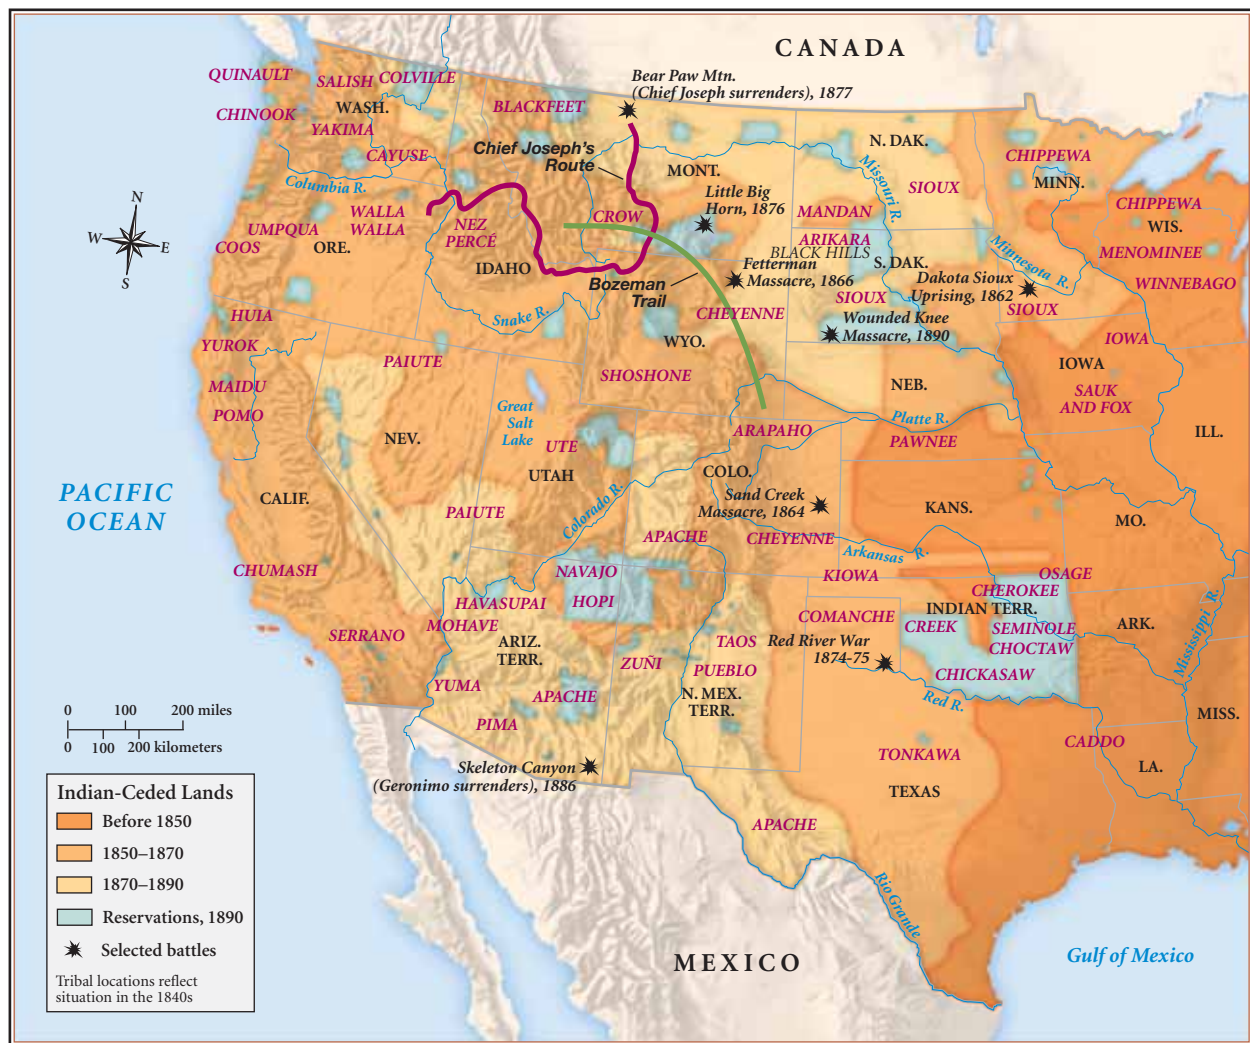 CANADA
Bear Paw Mtn.
(Chief Joseph surrenders), 1877
QUINAULT
SALISH
COLVILLE
WASH.
CHINOOK
YAKIMA
CAYUSE
BLACKFEET
Chief Joseph's
Route
MONT.
N. DAK.
CHIPPEWA
MINN.
Columbia R.
Missouri R.
SIOUX
Little Big
Horn, 1876
CHIPPEWA
WIS.
N
W
E
S
UMPQUA
COOS
ORE.
WALLA
WALLA
NEZ
PERCÉ
CROW
MANDAN
ARIKARA
BLACK HILLS
S. DAK.
MENOMINEE
WINNEBAGO
Minnesota R.
IDAHO
Bozeman
Trail
Fetterman
Massacre, 1866
Dakota Sioux
Uprising, 1862
SIOUX
SIOUX
HUIA
Snake R.
CHEYENNE
Wounded Knee
Massacre, 1890
YUROK
WYO.
IOWA
IOWA
PAIUTE
MAIDU
SHOSHONE
NEB.
SAUK
AND FOX
POMO
Great
Salt
Lake
Platte R.
NEV.
UTE
ARAPAHO
PAWNEE
ILL.
UTAH
COLO.
PACIFIC
OCEAN
CALIF.
PAIUTE
Colorado R.
Sand Creek
Massacre, 1864
KANS.
MO.
APACHE
CHEYENNE
Arkansas R.
CHUMASH
NAVAJO
KIOWA
OSAGE
CHEROKEE
HAVASUPAI
HOPI
INDIAN TERR.
MOHAVE
COMANCHE
CREEK
SEMINOLE
CHOCTAW
ARK.
Mississippi R.
SERRANO
ARIZ.
TERR.
ZUÑI
TAOS
PUEBLO
Red River War
1874-75
CHICKASAW
YUMA
APACHE
N. MEX.
TERR.
Red R.
MISS.
PIMA
0 100 200 miles
0 100 200 kilometers
TONKAWA
CADDO
LA.
Skeleton Canyon
(Geronimo surrenders), 1886
TEXAS
APACHE
Rio Grande
MEXICO
Gulf of Mexico
Indian-Ceded Lands
Before 1850
1850–1870
1870–1890
Reservations, 1890
Selected battles
Tribal locations reflect
situation in the 1840s